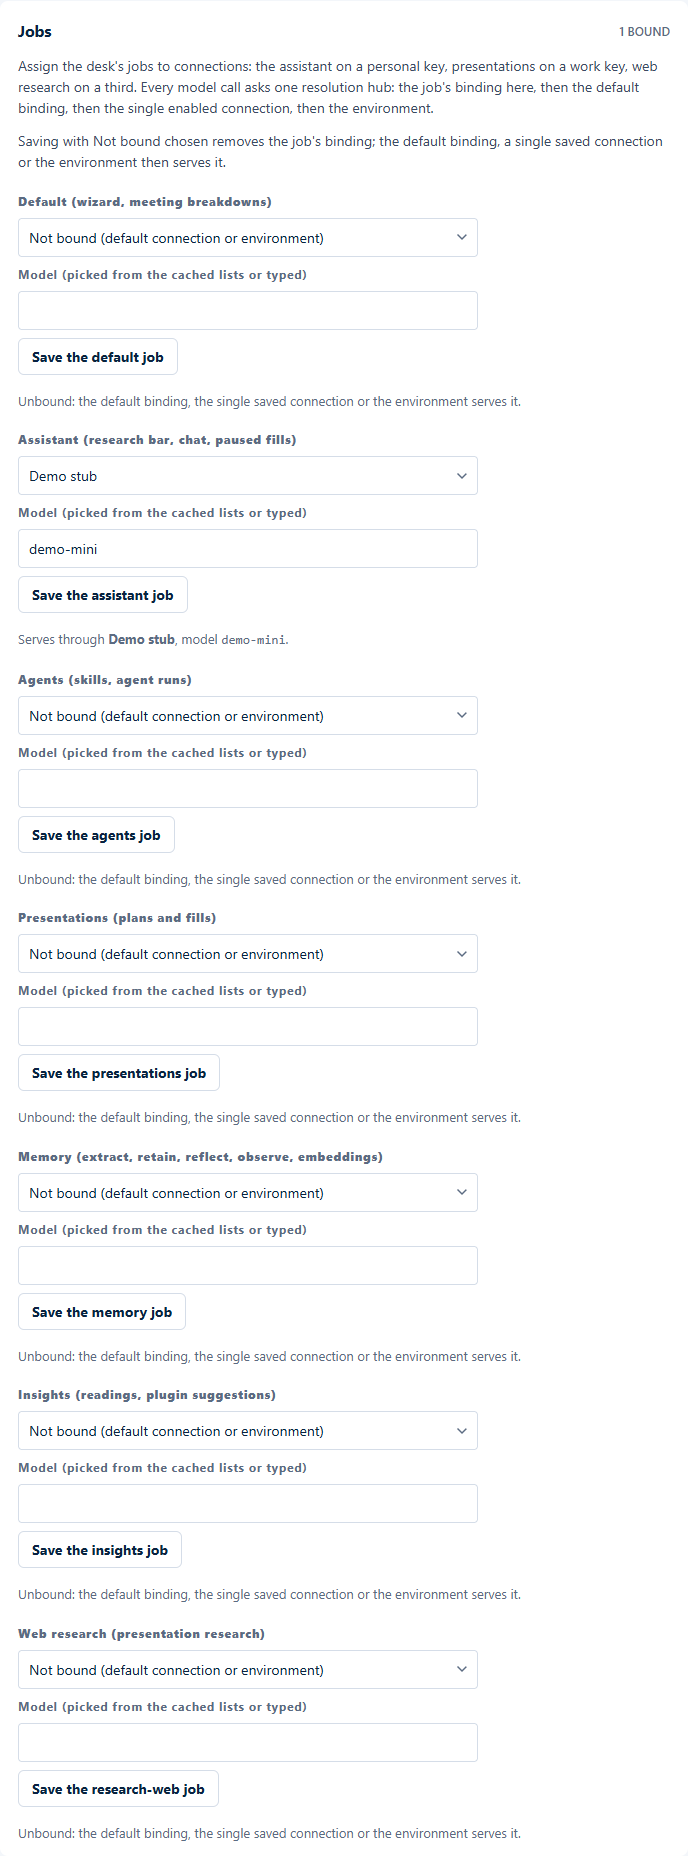 Jobs
1 BOUND
Assign the desk's jobs to connections: the assistant on a personal key, presentations on a work key, web
research on a third. Every model call asks one resolution hub: the job's binding here, then the default
binding, then the single enabled connection, then the environment.
Saving with Not bound chosen removes the job's binding; the default binding, a single saved connection
or the environment then serves it.
Default (wizard, meeting breakdowns)
Not bound (default connection or environment)
Model (picked from the cached lists or typed)
Save the default job
Unbound: the default binding, the single saved connection or the environment serves it.
Assistant (research bar, chat, paused fills)
Demo stub
Model (picked from the cached lists or typed)
demo-mini
Save the assistant job
Serves through Demo stub, model demo-mini.
Agents (skills, agent runs)
Not bound (default connection or environment)
Model (picked from the cached lists or typed)
Save the agents job
Unbound: the default binding, the single saved connection or the environment serves it.
Presentations (plans and fills)
Not bound (default connection or environment)
Model (picked from the cached lists or typed)
Save the presentations job
Unbound: the default binding, the single saved connection or the environment serves it.
Memory (extract, retain, reflect, observe, embeddings)
Not bound (default connection or environment)
Model (picked from the cached lists or typed)
Save the memory job
Unbound: the default binding, the single saved connection or the environment serves it.
Insights (readings, plugin suggestions)
Not bound (default connection or environment)
Model (picked from the cached lists or typed)
Save the insights job
Unbound: the default binding, the single saved connection or the environment serves it.
Web research (presentation research)
Not bound (default connection or environment)
Model (picked from the cached lists or typed)
Save the research-web job
Unbound: the default binding, the single saved connection or the environment serves it.